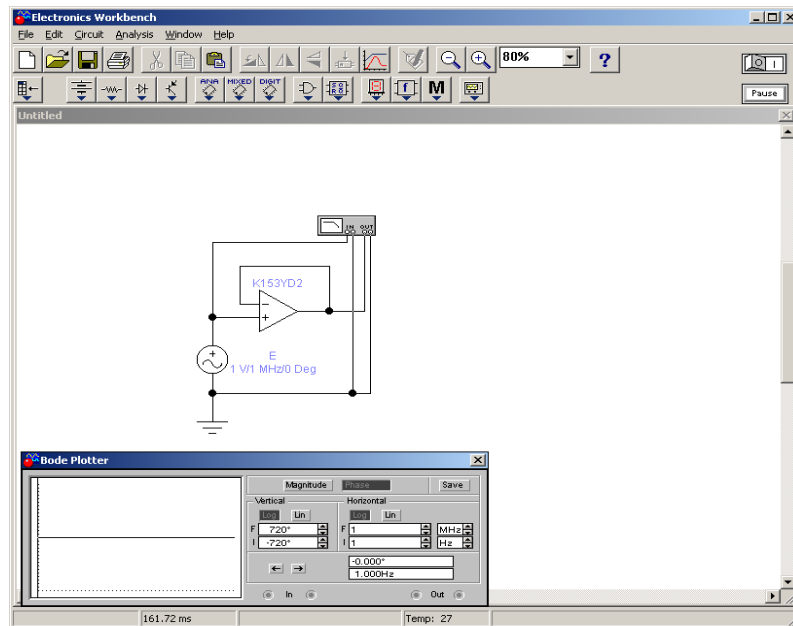 Electronics Workbench
File Edit Circuit Analysis Window Help
80%
?
ANA MIXED DIGIT
f M
Pause
Untitled
IN OUT
K153YD2
E
1 V/1 MHz/0 Deg
Bode Plotter
Magnitude Phase Save
Vertical Horizontal
Log Lin Log Lin
F 720° F 1 MHz
I -720° I 1 Hz
-0.000°
1.000Hz
In Out
161.72 ms Temp: 27